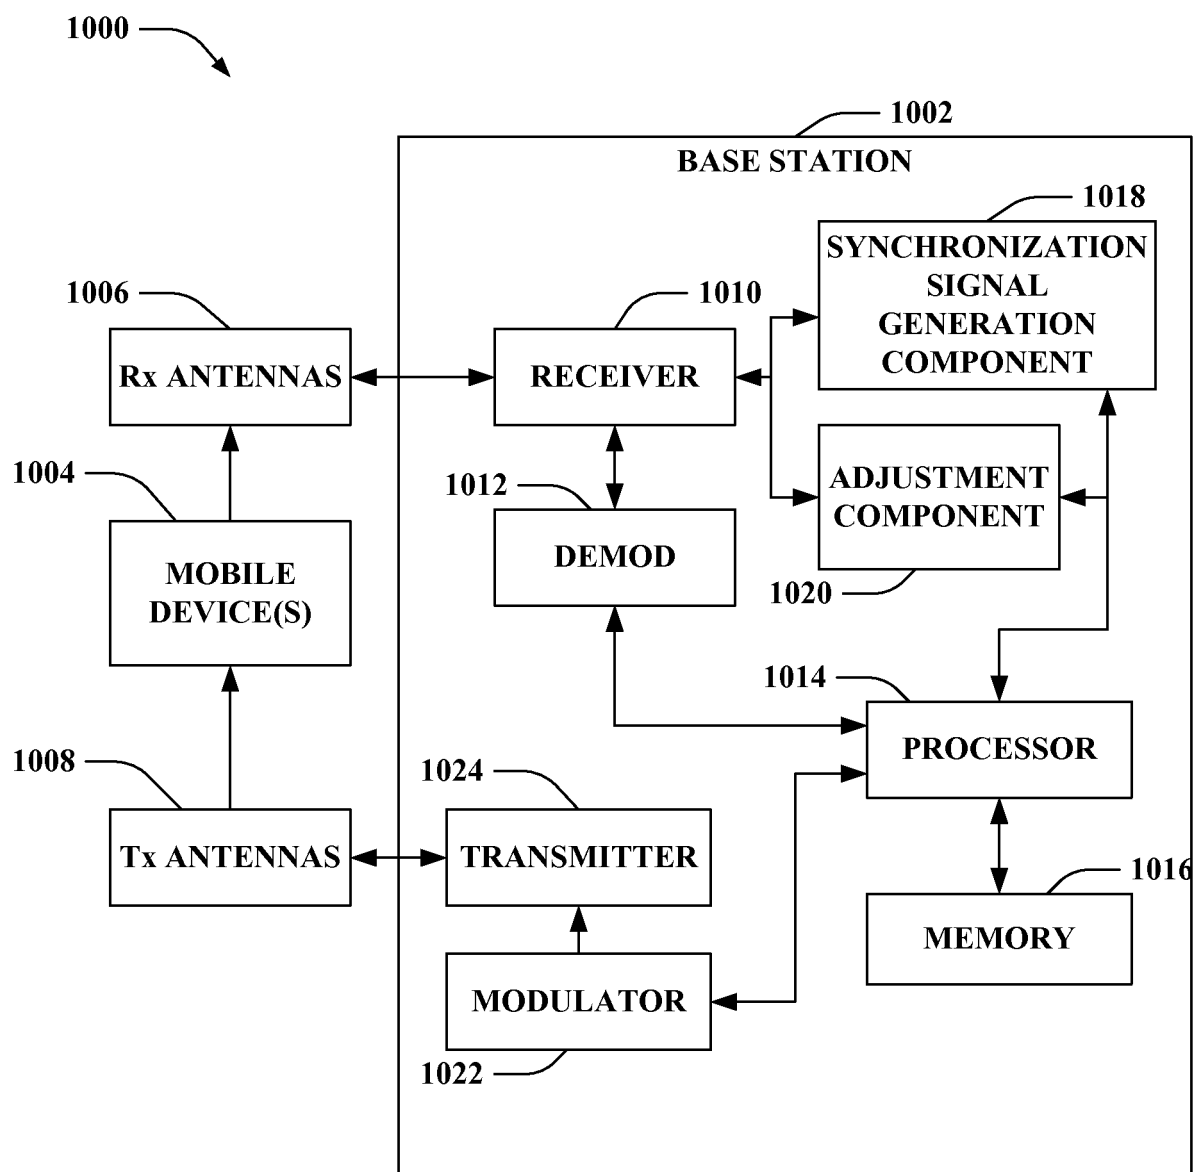 1000
1002
BASE STATION
1018
SYNCHRONIZATION
SIGNAL
GENERATION
COMPONENT
1006
Rx ANTENNAS
1010
RECEIVER
1004
MOBILE
DEVICE(S)
1012
DEMOD
ADJUSTMENT
COMPONENT
1020
1014
PROCESSOR
1008
Tx ANTENNAS
1024
TRANSMITTER
1016
MEMORY
MODULATOR
1022